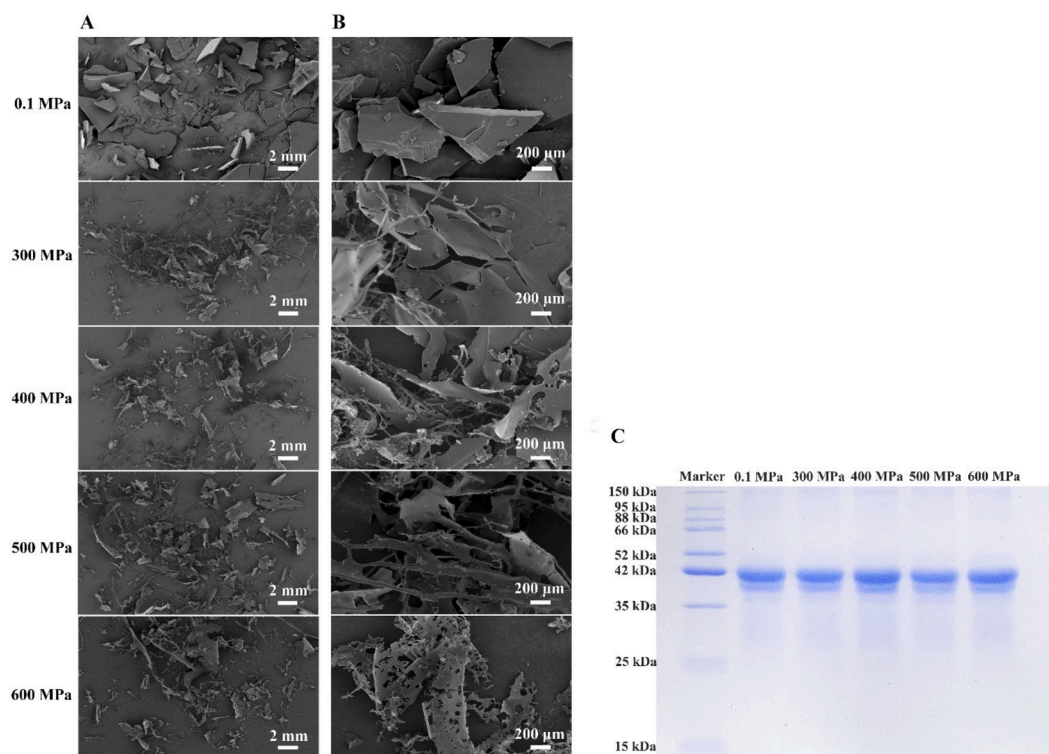 A B
0.1 MPa
2 mm 200 μm
300 MPa
2 mm 200 μm
400 MPa
2 mm 200 μm
500 MPa
2 mm 200 μm
600 MPa
2 mm 200 μm
C
Marker 0.1 MPa 300 MPa 400 MPa 500 MPa 600 MPa
150 kDa
95 kDa
88 kDa
66 kDa
52 kDa
42 kDa
35 kDa
25 kDa
15 kDa